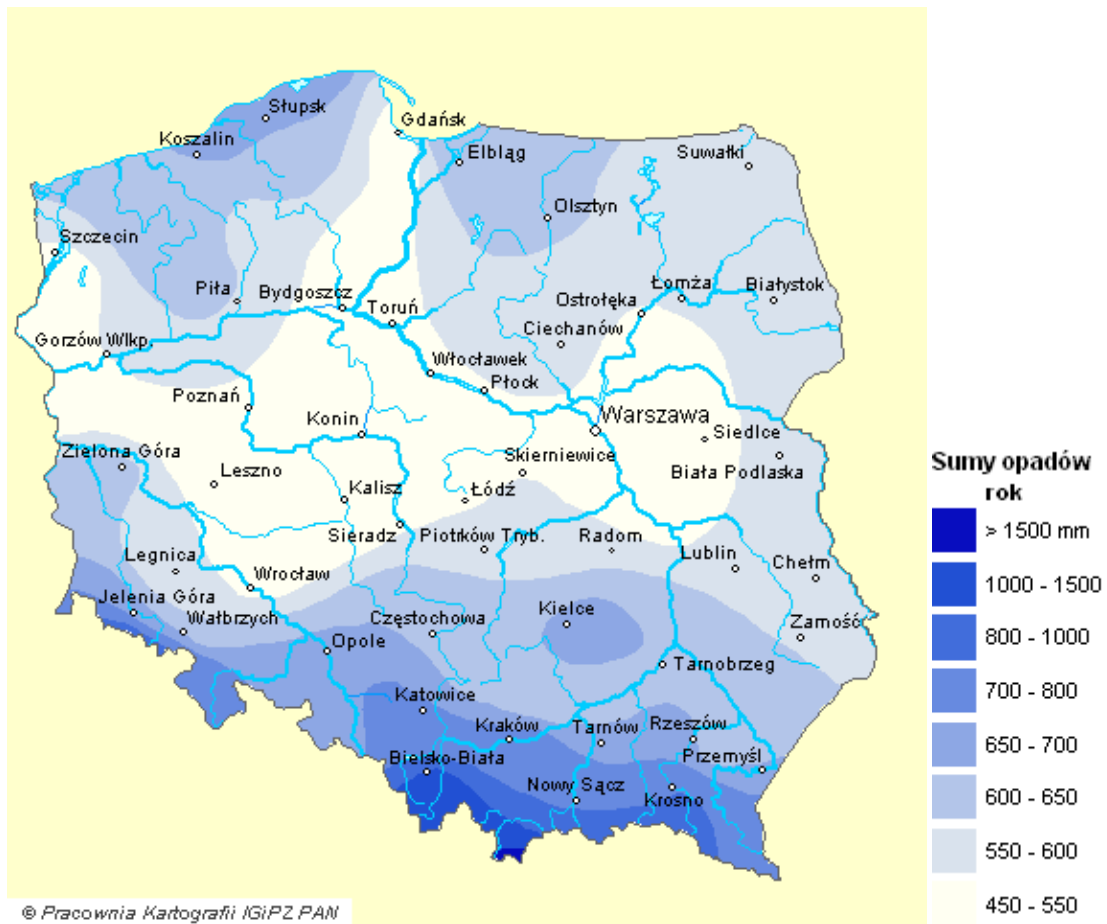 Słupsk
Gdańsk
Koszalin
Elbląg
Suwałki
Olsztyn
Szczecin
Piła
Bydgoszcz
Toruń
Łomża
Białystok
Ostrołęka
Ciechanów
Gorzów Wlkp.
Włocławek
Płock
Poznań
Konin
Warszawa
Siedlce
Zielona Góra
Leszno
Skierniewice
Biała Podlaska
Kalisz
Łódź
Sieradz
Piotrków Tryb.
Radom
Legnica
Wrocław
Lublin
Chełm
Jelenia Góra
Wałbrzych
Częstochowa
Kielce
Zamość
Opole
Tarnobrzeg
Katowice
Kraków
Tarnów
Rzeszów
Przemyśl
Bielsko-Biała
Nowy Sącz
Krosno
Sumy opadów
rok
> 1500 mm
1000 - 1500
800 - 1000
700 - 800
650 - 700
600 - 650
550 - 600
450 - 550
© Pracownia Kartografii IGiPZ PAN